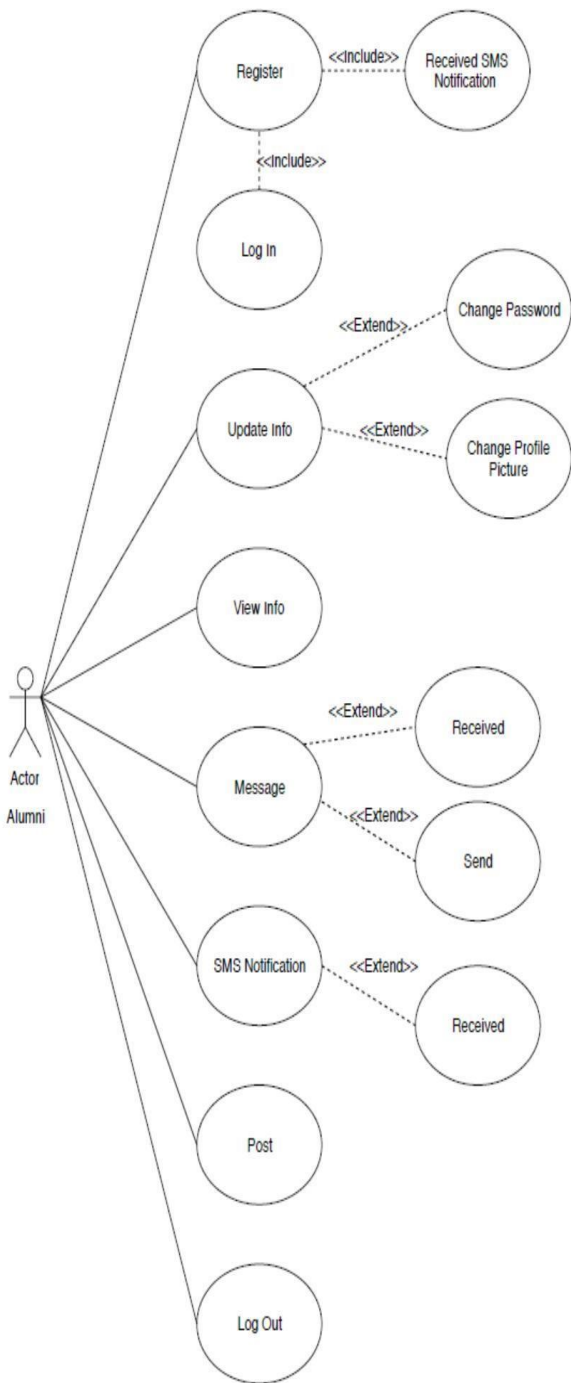 Register
<<Include>>
Received SMS
Notification
<<Include>>
Log In
Change Password
<<Extend>>
Update Info
<<Extend>>
Change Profile
Picture
View Info
Actor
Alumni
<<Extend>>
Received
Message
<<Extend>>
Send
SMS Notification
<<Extend>>
Received
Post
Log Out